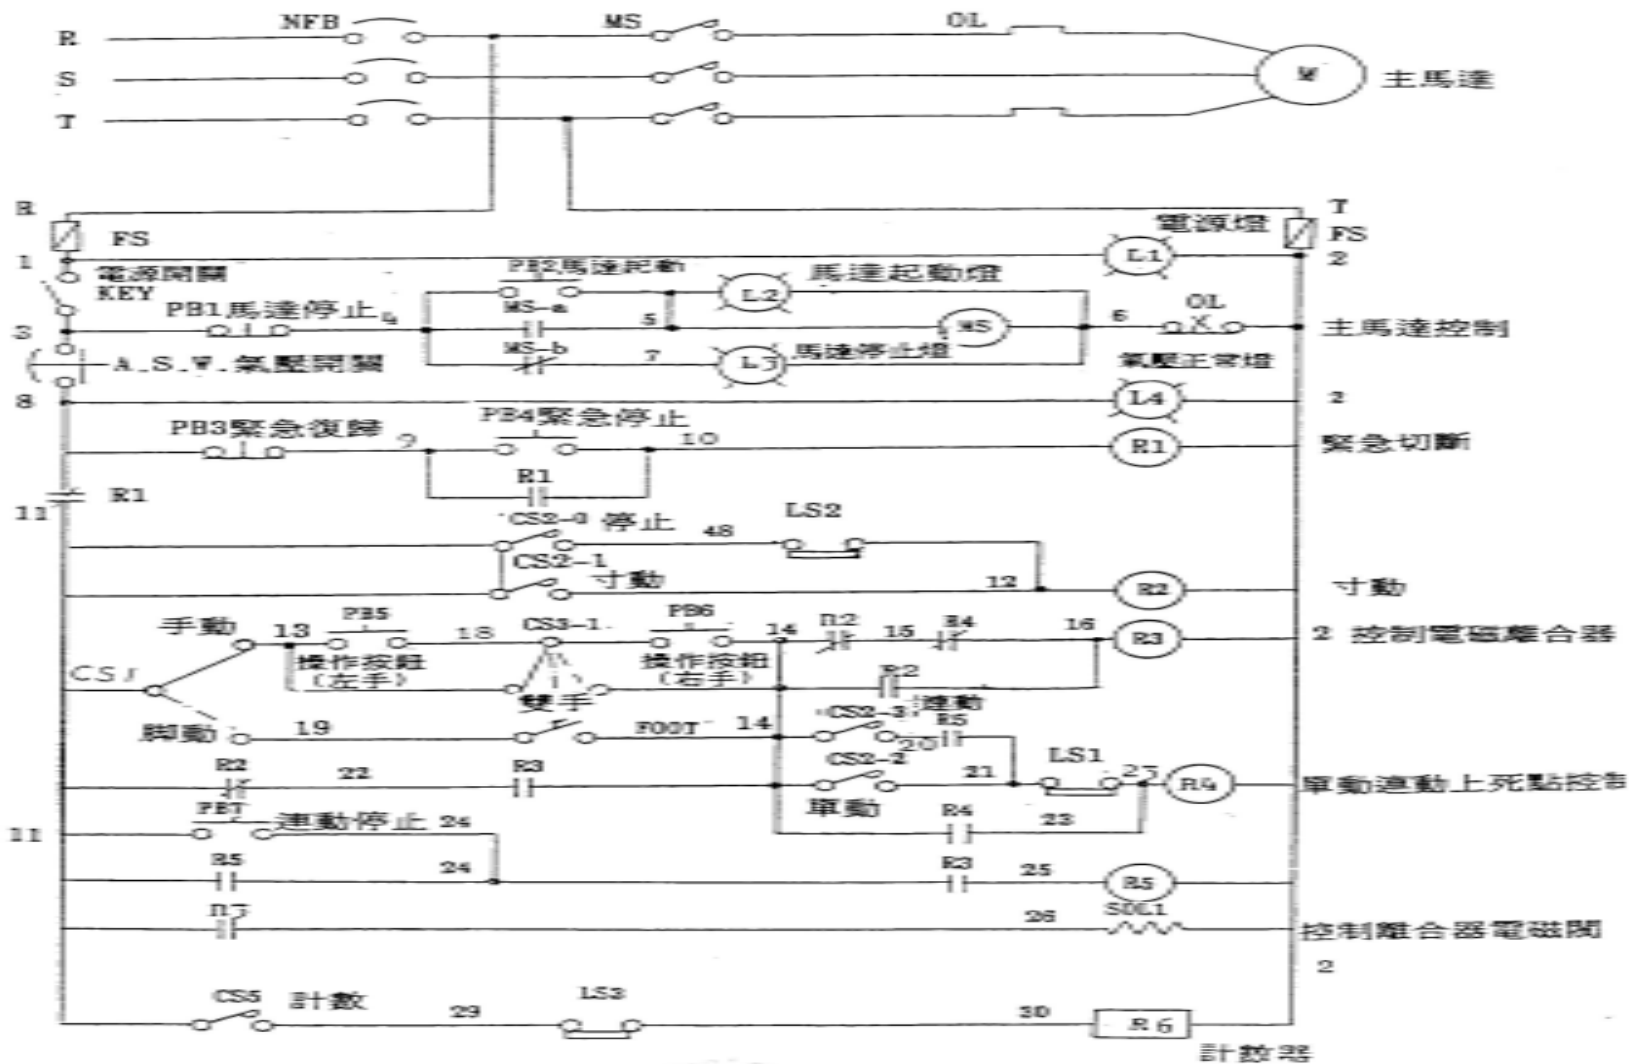 NFB MS OL
R
S
T
M 主馬達
R T
FS 電源燈 FS
1 L1 2
電源開關
KEY
PB2馬達起動 L2 馬達起動燈
PB1馬達停止 4 MS-a 5 MS 6 OL 主馬達控制
3 MS-b 7 L3 馬達停止燈
A.S.W.氣壓開關 氣壓正常燈
8 L4 2
PB3緊急復歸 9 PB4緊急停止 10 R1 緊急切斷
R1 R1
11
CS2-0 停止 48 LS2
CS2-1 寸動 12 R2 寸動
手動 13 PB5 18 CS3-1 PB6 14 15 R4 16 R3 2 控制電磁離合器
CS1 操作按鈕 操作按鈕
(左手) 雙手 (右手) R2
連動
腳動 19 FOOT 14 CS2-3 20 R5
R2 22 R3 CS2-2 21 LS1 R4 單動連動上死點控制
單動
11 PB7 連動停止 24 R4 23
R5 24 R3 25 R5
26 SOL1 控制離合器電磁閥
2
CS5 計數 29 LS3 30 R6
計數器